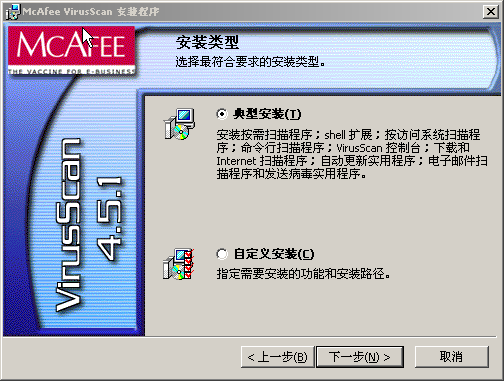 McAfee VirusScan 安装程序
McAFEE
THE VACCINE FOR E-BUSINESS
VirusScan
4.5.1
安装类型
选择最符合要求的安装类型。
典型安装(T)
安装按需扫描程序；shell 扩展；按访问系统扫描程
序；命令行扫描程序；VirusScan 控制台；下载和
Internet 扫描程序；自动更新实用程序；电子邮件扫
描程序和发送病毒实用程序。
自定义安装(C)
指定需要安装的功能和安装路径。
< 上一步(B)
下一步(N) >
取消